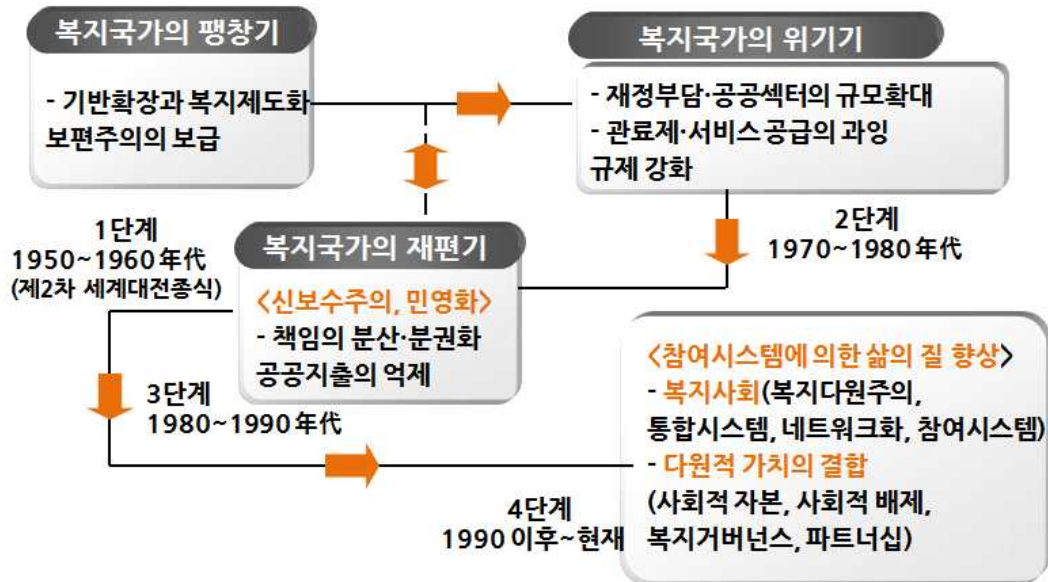 복지국가의 팽창기
- 기반확장과 복지제도화
보편주의의 보급
복지국가의 위기기
- 재정부담·공공섹터의 규모확대
- 관료제·서비스 공급의 과잉
규제 강화
1단계
1950~1960年代
(제2차 세계대전종식)
2단계
1970~1980年代
복지국가의 재편기
<신보수주의, 민영화>
- 책임의 분산·분권화
공공지출의 억제
3단계
1980~1990年代
<참여시스템에 의한 삶의 질 향상>
- 복지사회(복지다원주의,
통합시스템, 네트워크화, 참여시스템)
- 다원적 가치의 결합
(사회적 자본, 사회적 배제,
복지거버넌스, 파트너십)
4단계
1990 이후~현재